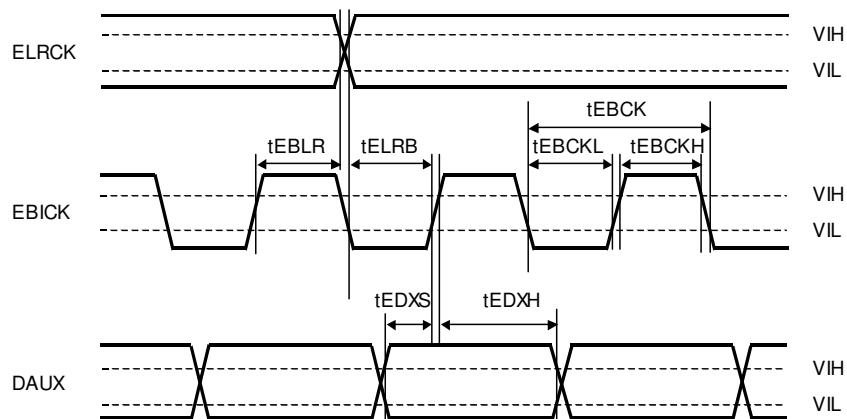 ELRCK
VIH
VIL
tEBCK
tEBLR
tELRB
tEBCKL
tEBCKH
EBICK
VIH
VIL
tEDXS
tEDXH
DAUX
VIH
VIL